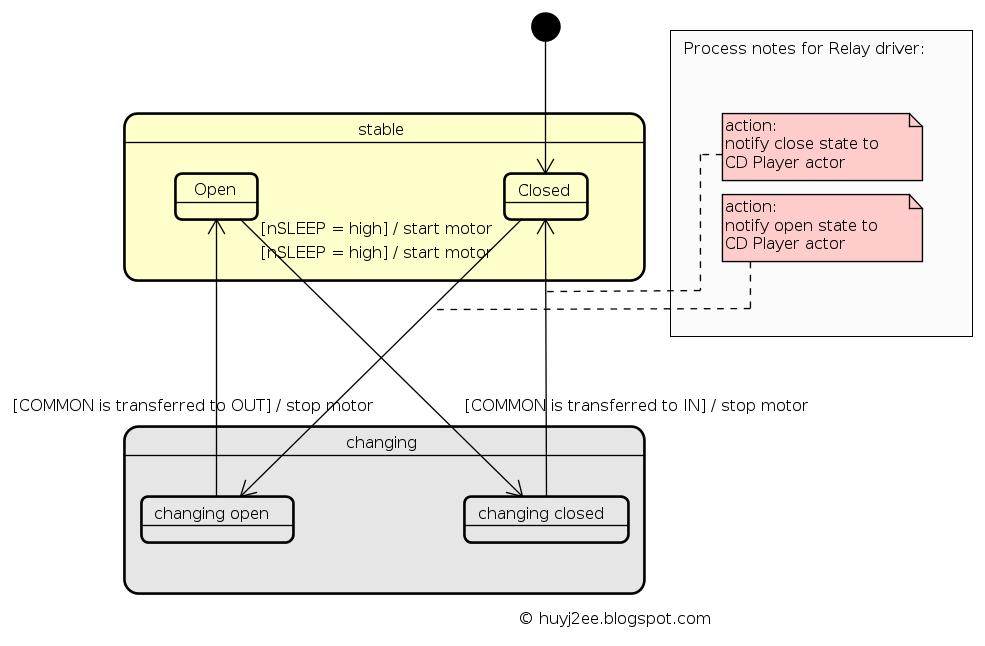 Process notes for Relay driver:
action:
notify close state to
CD Player actor
stable
Open
Closed
action:
notify open state to
CD Player actor
[nSLEEP = high] / start motor
[nSLEEP = high] / start motor
[COMMON is transferred to OUT] / stop motor
[COMMON is transferred to IN] / stop motor
changing
changing open
changing closed
© huyj2ee.blogspot.com